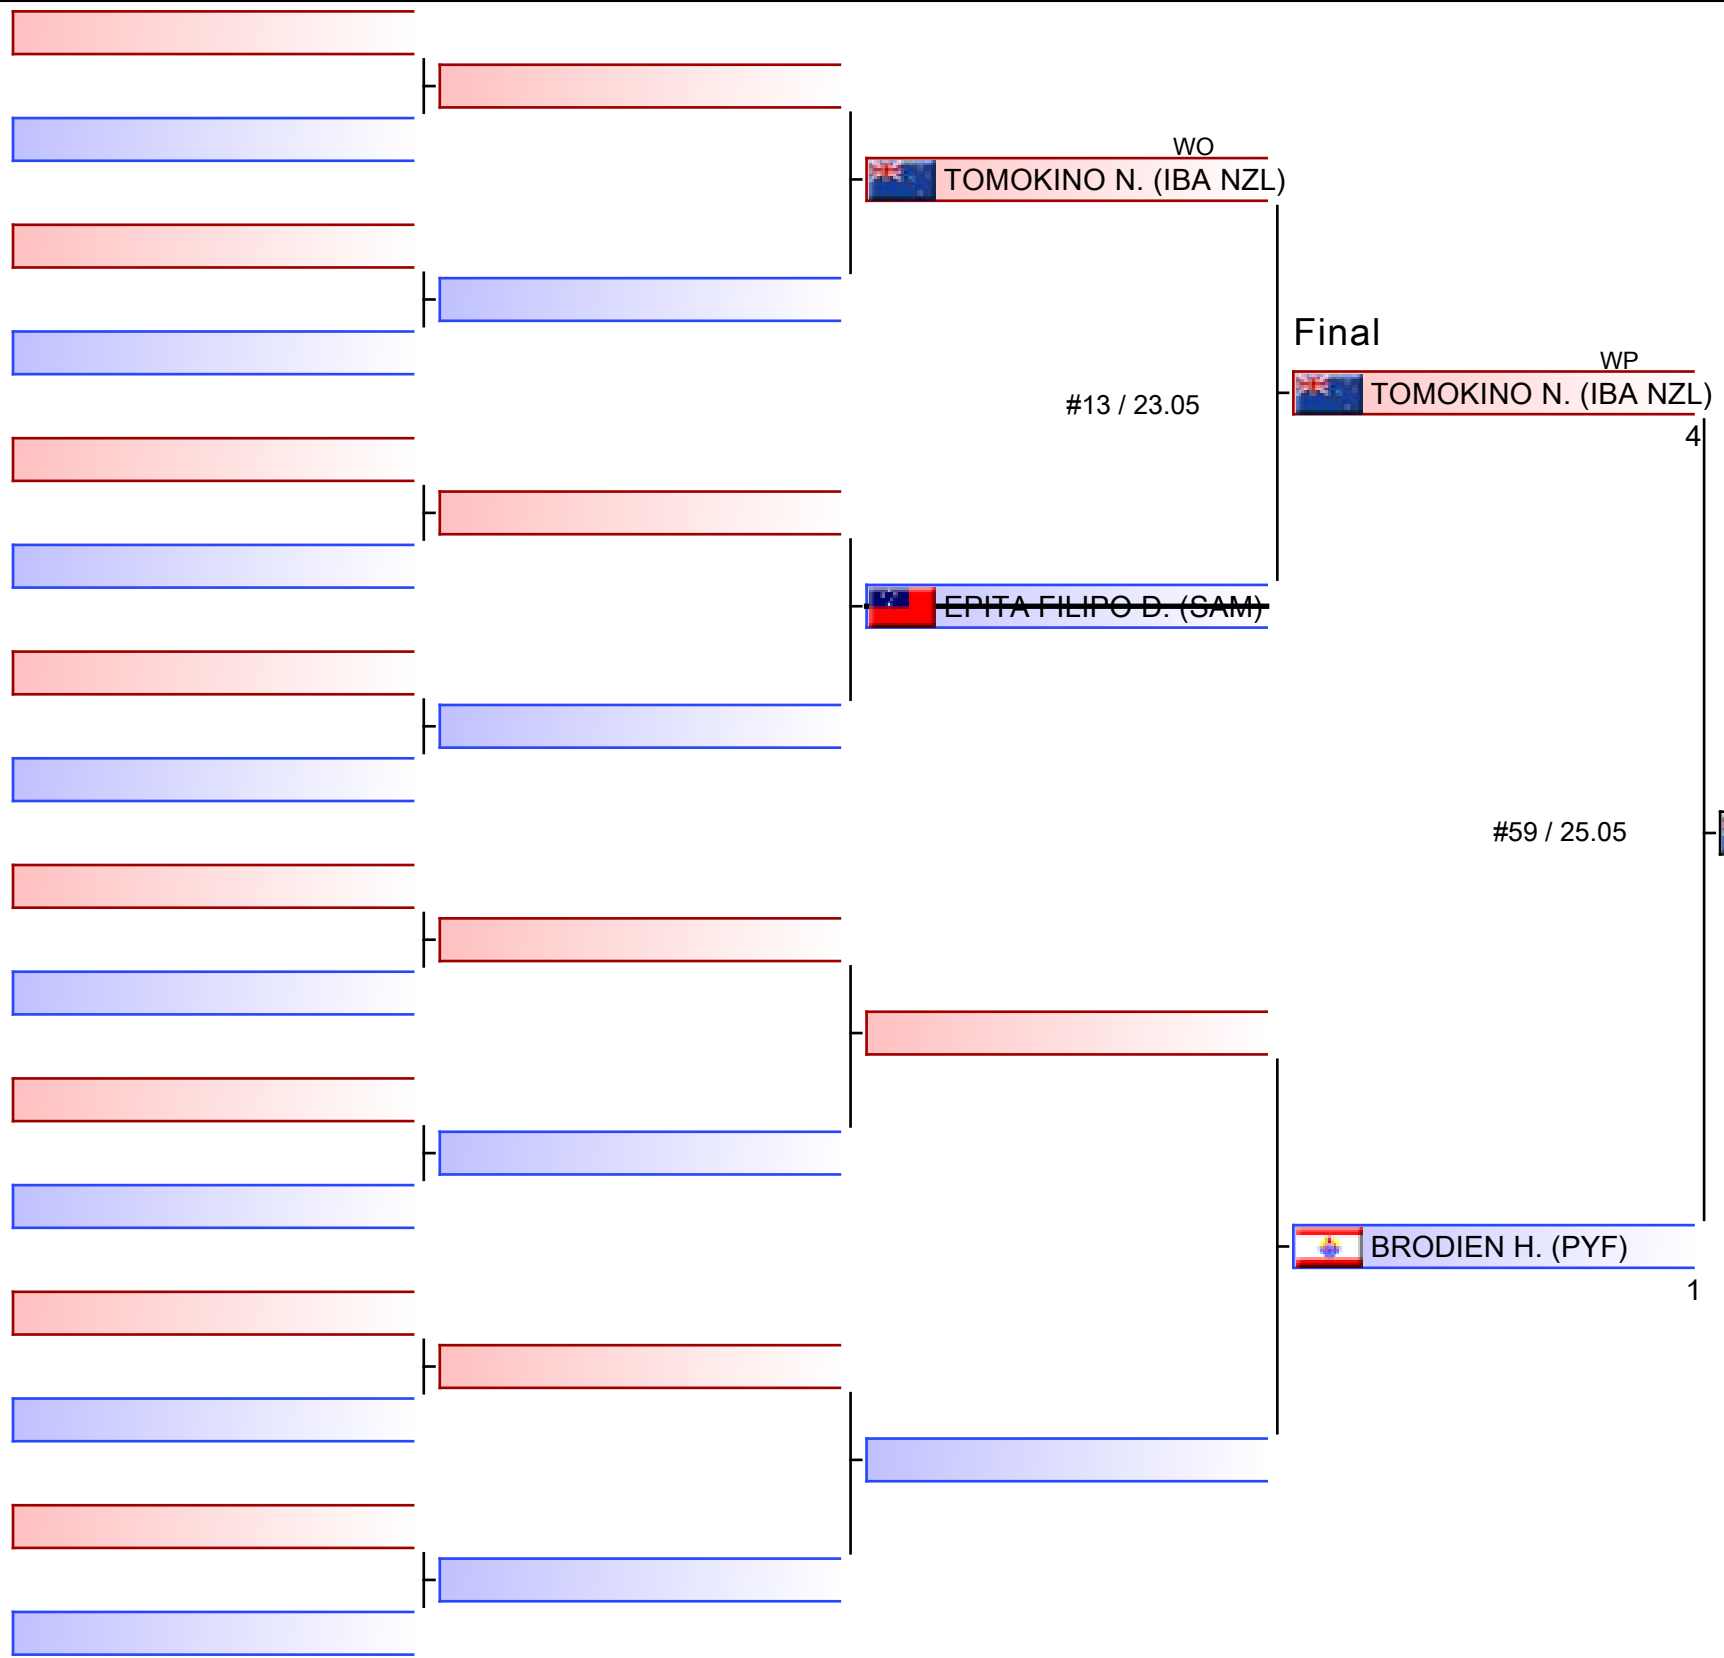 WO
TOMOKINO N. (IBA NZL)
Final
WP
TOMOKINO N. (IBA NZL)
#13 / 23.05
4
EPITA FILIPO D. (SAM)
#59 / 25.05
BRODIEN H. (PYF)
1